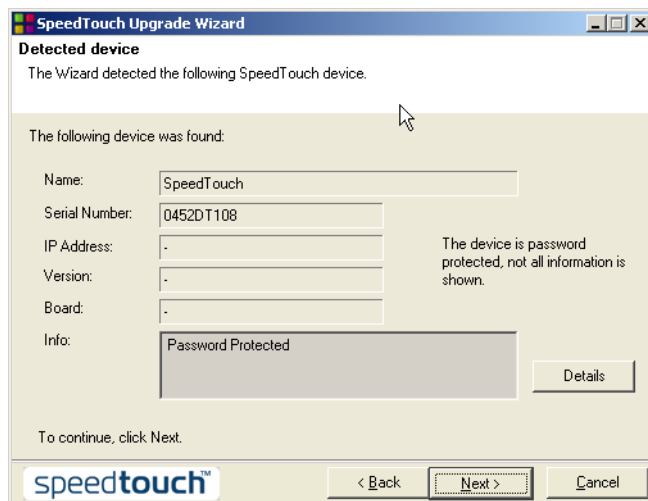 SpeedTouch Upgrade Wizard
Detected device
The Wizard detected the following SpeedTouch device.
The following device was found:
Name: SpeedTouch
Serial Number: 0452DT108
IP Address: -
Version: -
Board: -
The device is password
protected, not all information is
shown.
Info: Password Protected
Details
To continue, click Next.
speedtouch™
< Back Next > Cancel